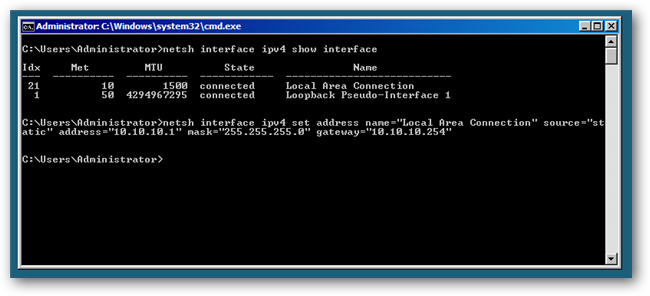 Administrator: C:\Windows\system32\cmd.exe
C:\Users\Administrator>netsh interface ipv4 show interface
Idx     Met         MTU          State                Name
---  ----------  ----------  ------------  ---------------------------
 21          10        1500  connected     Local Area Connection
  1          50  4294967295  connected     Loopback Pseudo-Interface 1
C:\Users\Administrator>netsh interface ipv4 set address name="Local Area Connection" source="st
atic" address="10.10.10.1" mask="255.255.255.0" gateway="10.10.10.254"
C:\Users\Administrator>